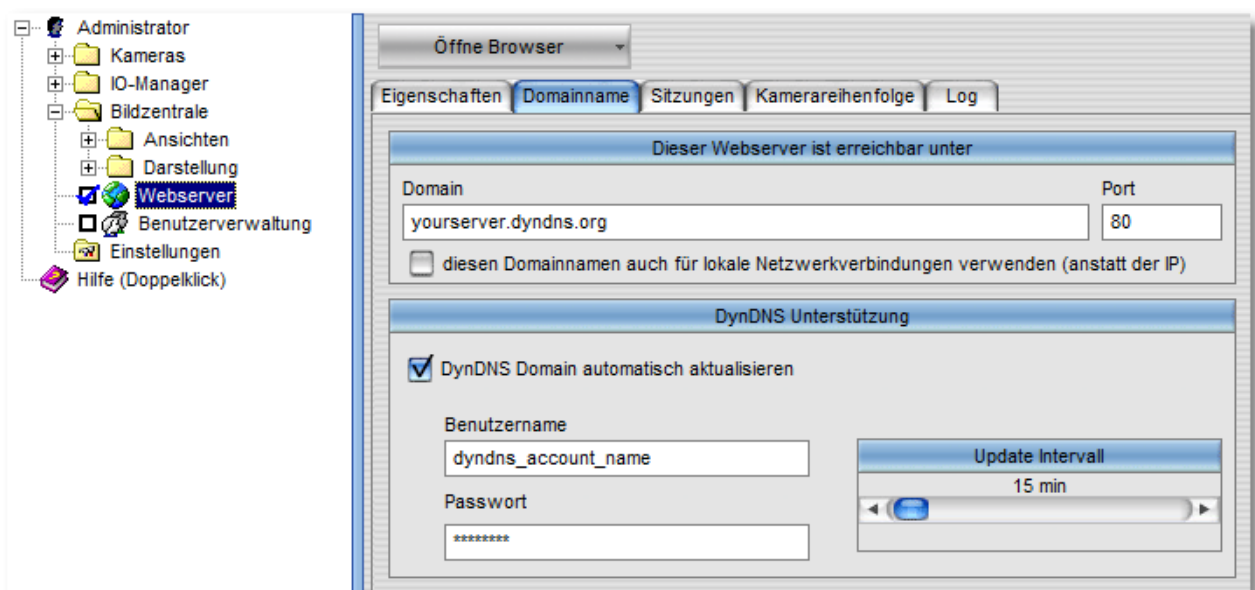 Administrator
Kameras
IO-Manager
Bildzentrale
Ansichten
Darstellung
Webserver
Benutzerverwaltung
Einstellungen
Hilfe (Doppelklick)
Öffne Browser
Eigenschaften Domainname Sitzungen Kamerareihenfolge Log
Dieser Webserver ist erreichbar unter
Domain Port
yourserver.dyndns.org 80
diesen Domainnamen auch für lokale Netzwerkverbindungen verwenden (anstatt der IP)
DynDNS Unterstützung
DynDNS Domain automatisch aktualisieren
Benutzername
dyndns_account_name
Passwort
********
Update Intervall
15 min